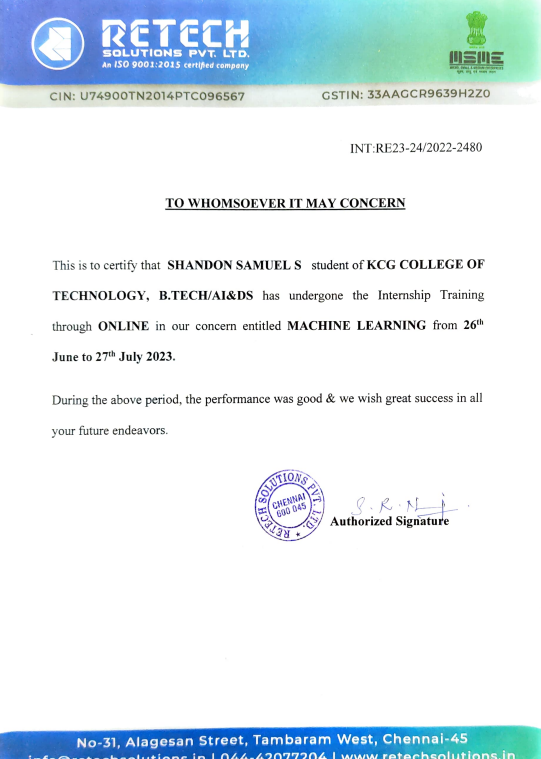 RETECH
SOLUTIONS PVT. LTD.
An ISO 9001:2015 certified company
MSME
CIN: U74900TN2014PTC096567
GSTIN: 33AAGCR9639H2Z0
INT:RE23-24/2022-2480
TO WHOMSOEVER IT MAY CONCERN
This is to certify that SHANDON SAMUEL S student of KCG COLLEGE OF
TECHNOLOGY, B.TECH/AI&DS has undergone the Internship Training
through ONLINE in our concern entitled MACHINE LEARNING from 26th
June to 27th July 2023.
During the above period, the performance was good & we wish great success in all
your future endeavors.
RETECH SOLUTIONS PVT. LTD. *
CHENNAI
600 045
Authorized Signature
No-31, Alagesan Street, Tambaram West, Chennai-45
info@retechsolutions.in | 044-42077204 | www.retechsolutions.in